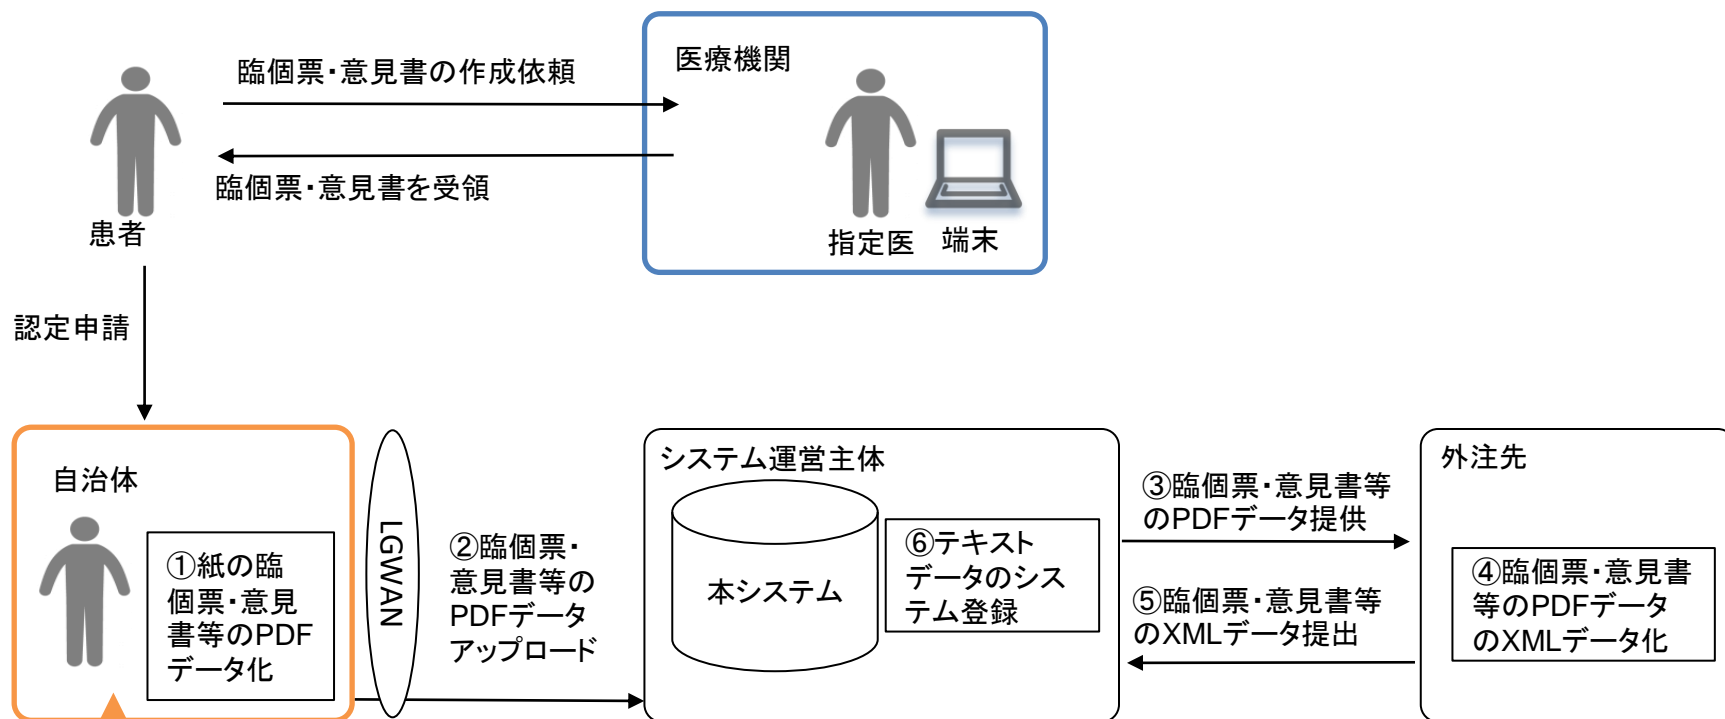 医療機関
臨個票・意見書の作成依頼
臨個票・意見書を受領
患者
指定医
端末
認定申請
自治体
①紙の臨
個票・意見
書等のPDF
データ化
LGWAN
②臨個票・
意見書等の
PDFデータ
アップロード
システム運営主体
本システム
⑥テキスト
データのシス
テム登録
③臨個票・意見書等
のPDFデータ提供
⑤臨個票・意見書等
のXMLデータ提出
外注先
④臨個票・意見書
等のPDFデータ
のXMLデータ化